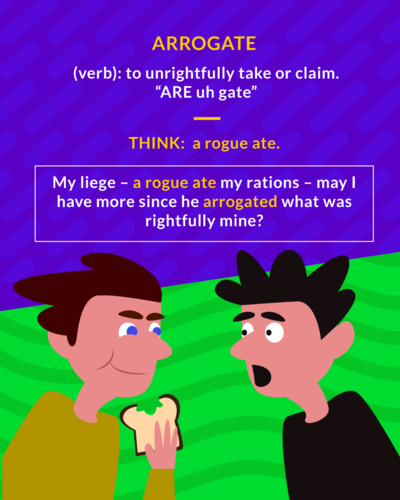 ARROGATE
(verb): to unrightfully take or claim.
“ARE uh gate”
THINK: a rogue ate.
My liege – a rogue ate my rations – may I
have more since he arrogated what was
rightfully mine?